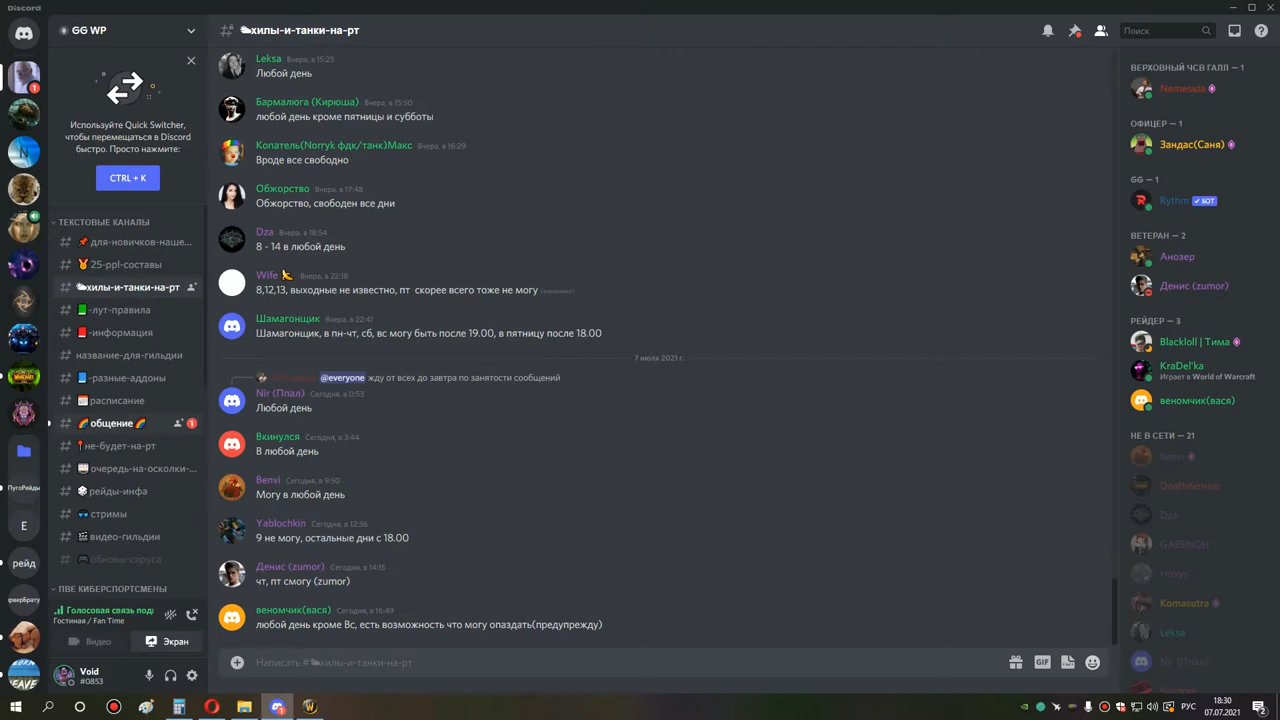 Discord
GG WP
хилы-и-танки-на-рт
Поиск
Используйте Quick Switcher,
чтобы перемещаться в Discord
быстро. Просто нажмите:
CTRL + K
ТЕКСТОВЫЕ КАНАЛЫ
для-новичков-наше...
25-ppl-составы
хилы-и-танки-на-рт
-лут-правила
-информация
название-для-гильдии
-разные-аддоны
расписание
общение
1
не-будет-на-рт
очередь-на-осколки-...
рейды-инфа
стримы
видео-гильдии
обновы-сируса
ПВЕ КИБЕРСПОРТСМЕНЫ
Голосовая связь под
Гостиная / Fan Time
Видео
Экран
Void
#0853
1
ПугоРейды
E
рейд
Leksa Вчера, в 15:25
Любой день
Бармалюга (Кирюша) Вчера, в 15:50
любой день кроме пятницы и субботы
Копатель(Norryk фдк/танк)Макс Вчера, в 16:29
Вроде все свободно
Обжорство Вчера, в 17:48
Обжорство, свободен все дни
Dza Вчера, в 18:54
8 - 14 в любой день
Wife Вчера, в 22:18
8,12,13, выходные не известно, пт скорее всего тоже не могу (изменено)
Шамагонщик Вчера, в 22:41
Шамагонщик, в пн-чт, сб, вс могу быть после 19.00, в пятницу после 18.00
7 июля 2021 г.
@everyone жду от всех до завтра по занятости сообщений
Nir (Ппал) Сегодня, в 0:53
Любой день
Вкинулся Сегодня, в 3:44
В любой день
Benvi Сегодня, в 9:50
Могу в любой день
Yablochkin Сегодня, в 12:36
9 не могу, остальные дни с 18.00
Денис (zumor) Сегодня, в 14:15
чт, пт смогу (zumor)
веномчик(вася) Сегодня, в 16:49
любой день кроме Вс, есть возможность что могу опаздать(предупрежду)
Написать #хилы-и-танки-на-рт
GIF
ВЕРХОВНЫЙ ЧСВ ГАПЛ — 1
Nemesida
ОФИЦЕР — 1
Зандас(Саня)
GG — 1
Rythm БОТ
ВЕТЕРАН — 2
Анозер
Денис (zumor)
РЕЙДЕР — 3
Blackloll | Тима
KraDel'ka
Играет в World of Warcraft
веномчик(вася)
НЕ В СЕТИ — 21
Benvi
Deathdemise
Dza
GABENOH
Komasutra
Leksa
Nir (Ппал)
РУС
18:30
07.07.2021
2